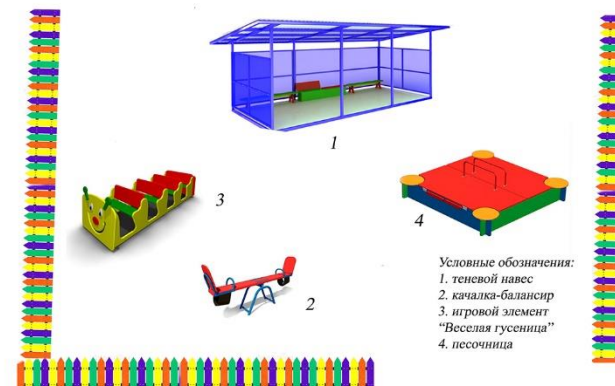 1
3
4
2
Условные обозначения:
1. теневой навес
2. качалка-балансир
3. игровой элемент
“Веселая гусеница”
4. песочница